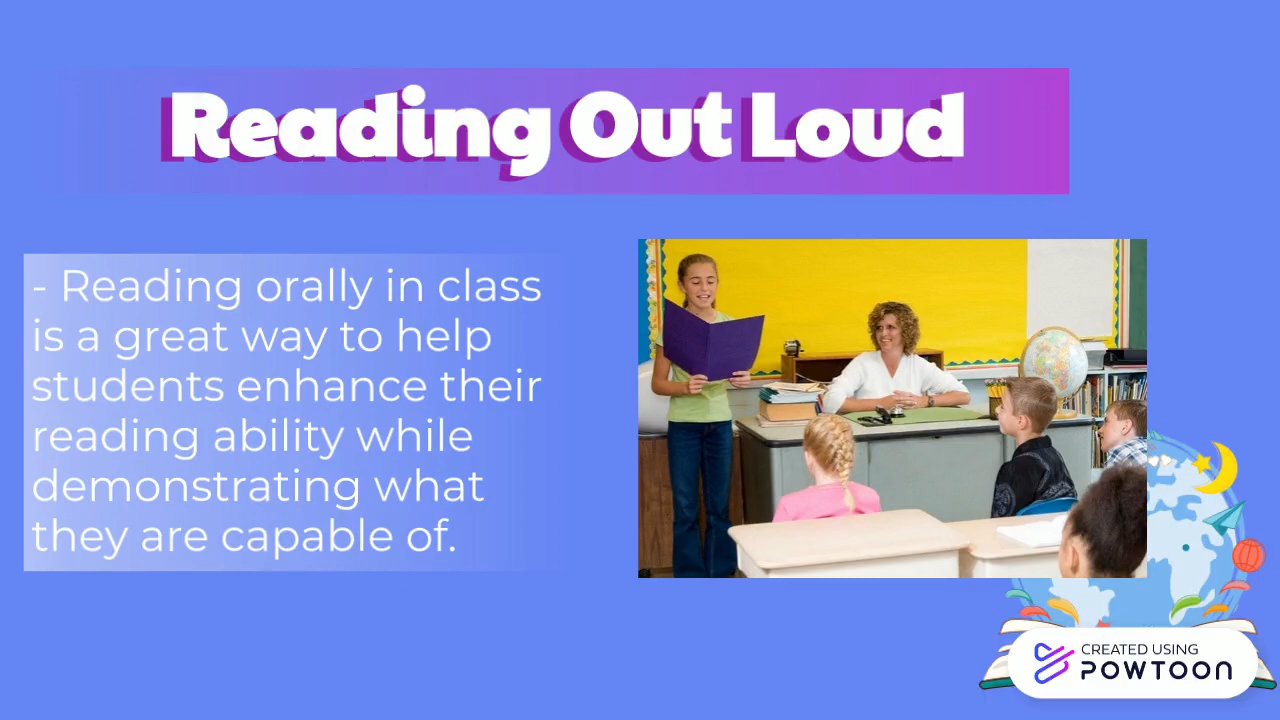 Reading Out Loud
- Reading orally in class
is a great way to help
students enhance their
reading ability while
demonstrating what
they are capable of.
CREATED USING
POWTOON